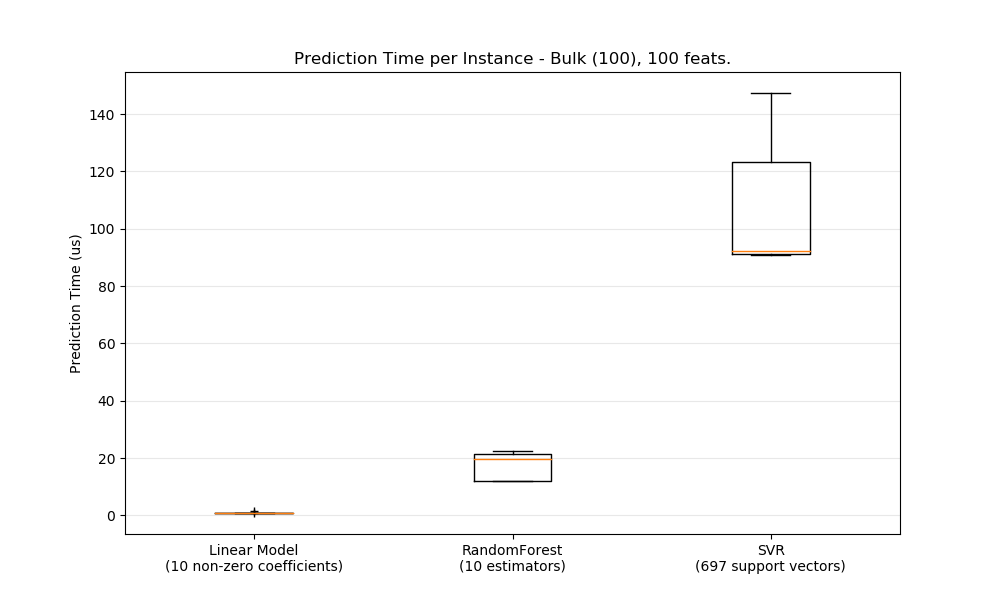 Prediction Time per Instance - Bulk (100), 100 feats.
Prediction Time (us)
140
120
100
80
60
40
20
0
Linear Model
(10 non-zero coefficients)
RandomForest
(10 estimators)
SVR
(697 support vectors)